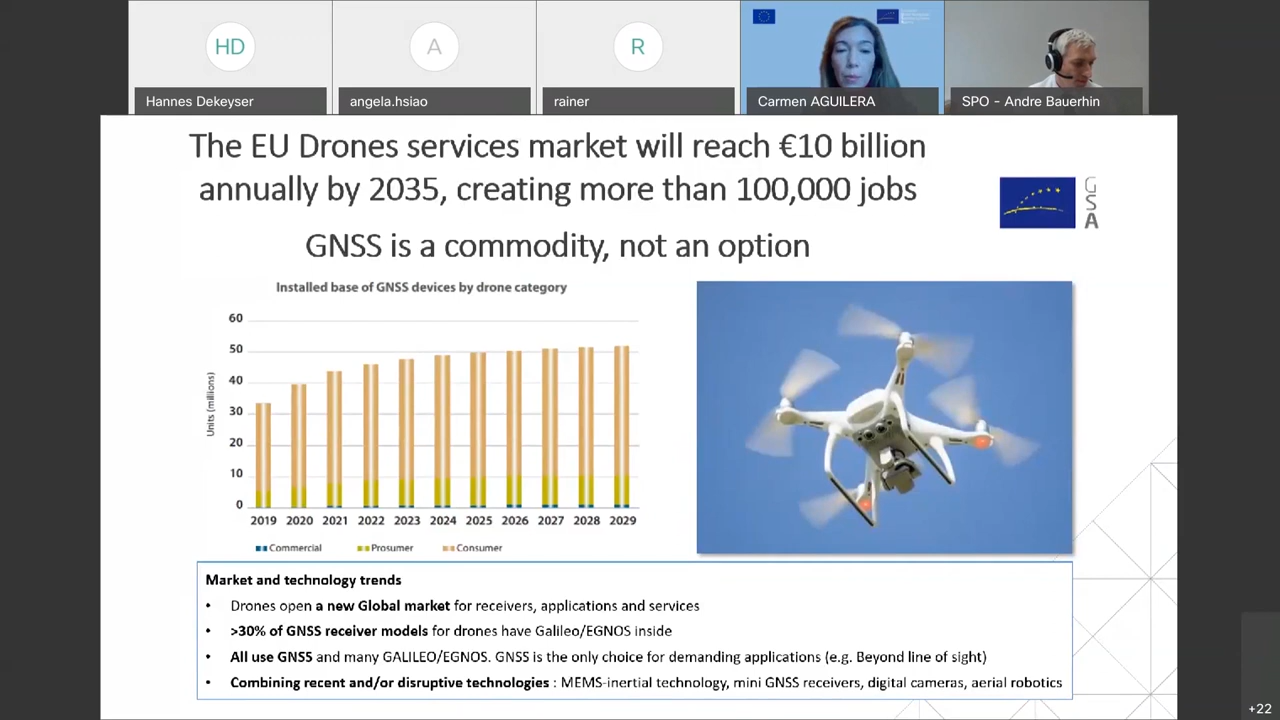 HD
A
R
Hannes Dekeyser
angela.hsiao
rainer
Carmen AGUILERA
SPO - Andre Bauerhin
The EU Drones services market will reach €10 billion
annually by 2035, creating more than 100,000 jobs
GNSS is a commodity, not an option
GSA
Installed base of GNSS devices by drone category
Units (millions)
60
50
40
30
20
10
0
2019 2020 2021 2022 2023 2024 2025 2026 2027 2028 2029
Commercial Prosumer Consumer
Market and technology trends
• Drones open a new Global market for receivers, applications and services
• >30% of GNSS receiver models for drones have Galileo/EGNOS inside
• All use GNSS and many GALILEO/EGNOS. GNSS is the only choice for demanding applications (e.g. Beyond line of sight)
• Combining recent and/or disruptive technologies : MEMS-inertial technology, mini GNSS receivers, digital cameras, aerial robotics
+22